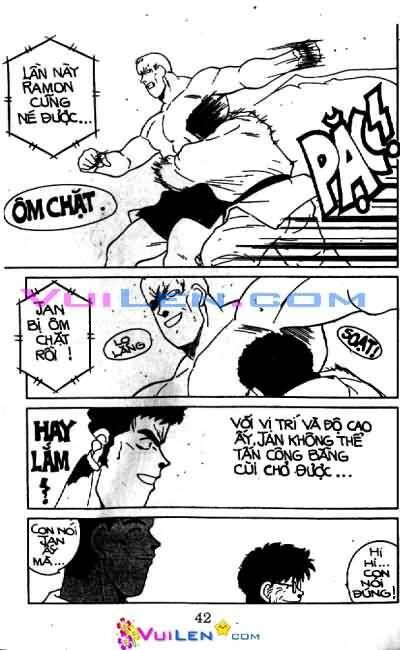 LẦN NÀY
RAMON
CŨNG
NÉ ĐƯỢC...
PẶC!
ÔM CHẶT.
VuiLen.com
JAN
BỊ ÔM
CHẶT
RỒI!
LO
LẮNG
SOẠT!
HAY
LẮM
!
VỚI VỊ TRÍ VÀ ĐỘ CAO
ẤY, JAN KHÔNG THỂ
TẤN CÔNG BẰNG
CÙI CHỎ ĐƯỢC...
CON NÓI
JAN
ẤY
MÀ...
HI
HI...
CON
NÓI
ĐÚNG!
42
VuiLen.com